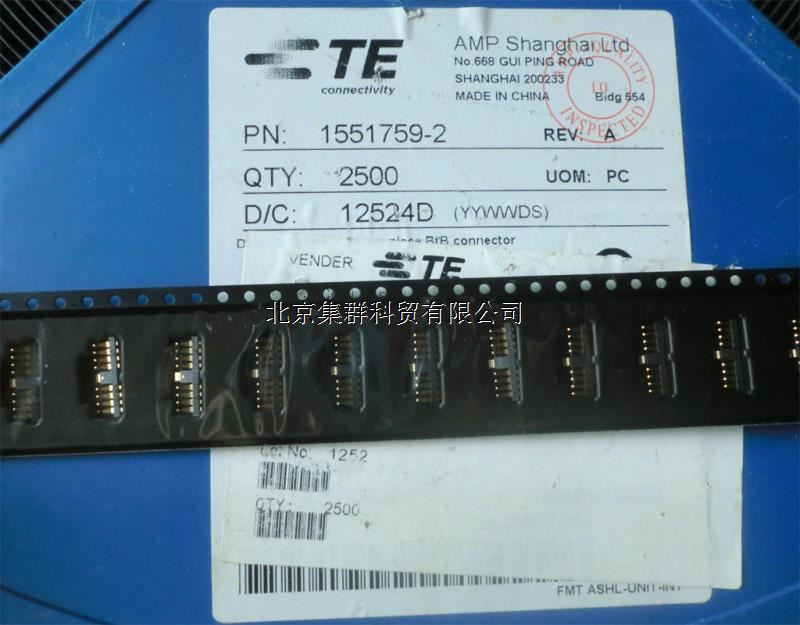 TE
connectivity
AMP Shanghai Ltd.
No.668 GUI PING ROAD
SHANGHAI 200233
MADE IN CHINA Bldg 554
QUALITY
10
INSPECTED
PN: 1551759-2 REV: A
QTY: 2500 UOM: PC
D/C: 12524D (YYWWDS)
piece BtB connector
VENDER TE
北京集群科贸有限公司
No: 1252
QTY: 2500
FMT ASHL-UNIT-INT